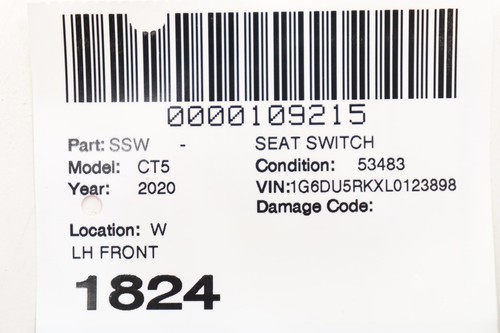 0000109215
Part: SSW - SEAT SWITCH
Model: CT5 Condition: 53483
Year: 2020 VIN:1G6DU5RKXL0123898
Damage Code:
Location: W
LH FRONT
1824